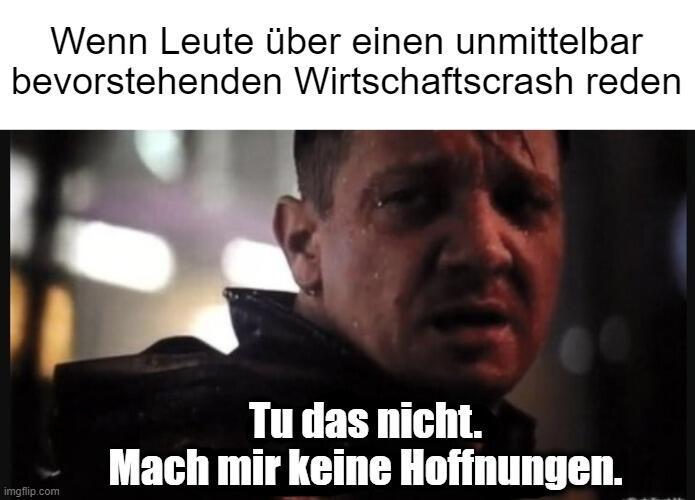 Wenn Leute über einen unmittelbar
bevorstehenden Wirtschaftscrash reden
Tu das nicht.
Mach mir keine Hoffnungen.
imgflip.com